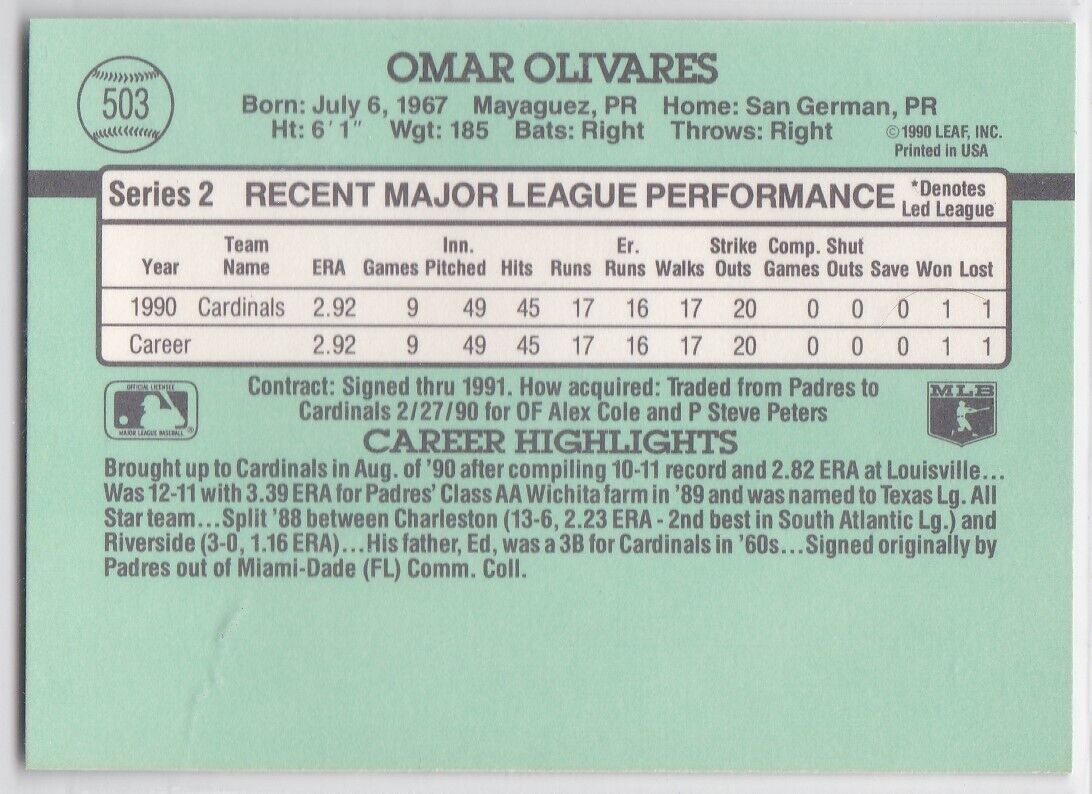 503
OMAR OLIVARES
Born: July 6, 1967 Mayaguez, PR Home: San German, PR
Ht: 6'1" Wgt: 185 Bats: Right Throws: Right
©1990 LEAF, INC.
Printed in USA
Series 2 RECENT MAJOR LEAGUE PERFORMANCE *Denotes Led League
Year Team Name ERA Games Inn. Pitched Hits Runs Er. Runs Walks Strike Outs Comp. Games Shut Outs Save Won Lost
1990 Cardinals 2.92 9 49 45 17 16 17 20 0 0 0 1 1
Career 2.92 9 49 45 17 16 17 20 0 0 0 1 1
OFFICIAL LICENSEE
MAJOR LEAGUE BASEBALL®
Contract: Signed thru 1991. How acquired: Traded from Padres to
Cardinals 2/27/90 for OF Alex Cole and P Steve Peters
MLB
CAREER HIGHLIGHTS
Brought up to Cardinals in Aug. of '90 after compiling 10-11 record and 2.82 ERA at Louisville...
Was 12-11 with 3.39 ERA for Padres' Class AA Wichita farm in '89 and was named to Texas Lg. All
Star team...Split '88 between Charleston (13-6, 2.23 ERA - 2nd best in South Atlantic Lg.) and
Riverside (3-0, 1.16 ERA)...His father, Ed, was a 3B for Cardinals in '60s...Signed originally by
Padres out of Miami-Dade (FL) Comm. Coll.